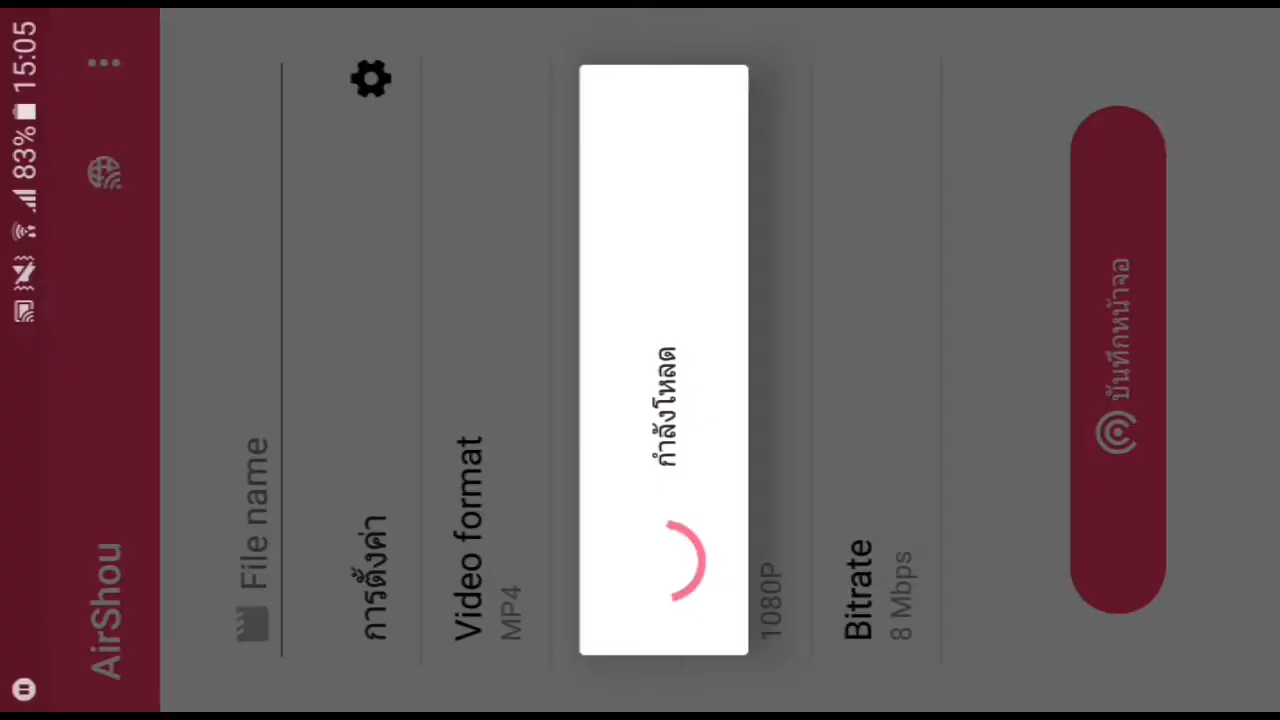 83% 15:05
AirShou
File name
การตั้งค่า
Video format
MP4
กำลังโหลด
1080P
Bitrate
8 Mbps
บันทึกหน้าจอ